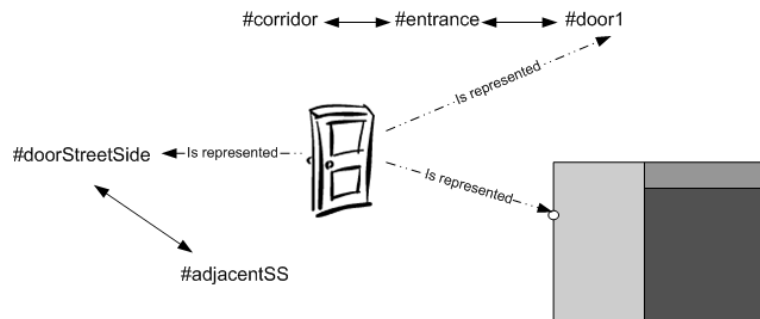 #corridor #entrance #door1
Is represented
#doorStreetSide Is represented
Is represented
#adjacentSS